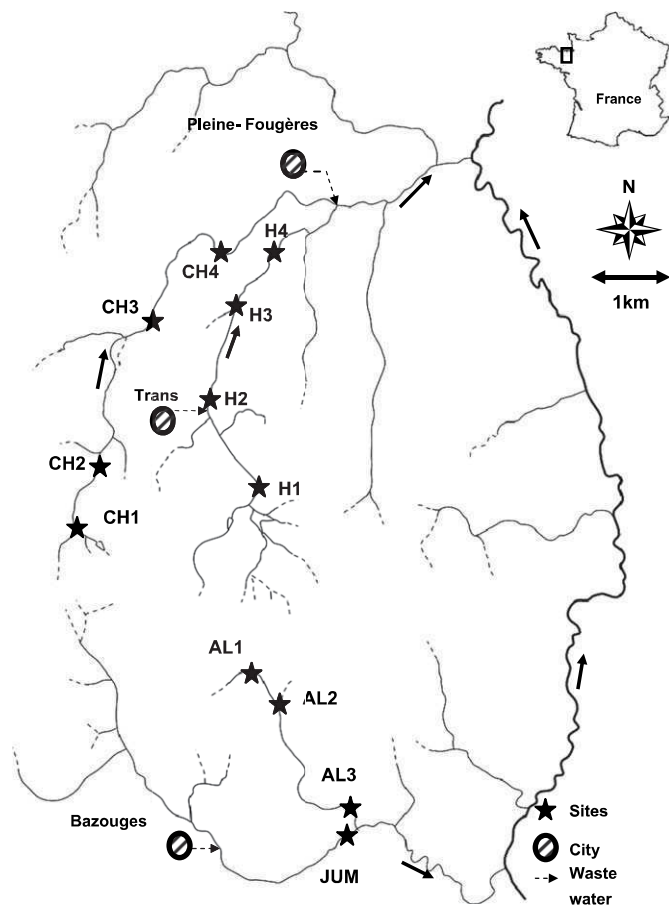 France
Pleine-Fougères
N
1km
H4
CH4
CH3
H3
Trans
H2
CH2
H1
CH1
AL1
AL2
AL3
Bazouges
JUM
Sites
City
Waste
water